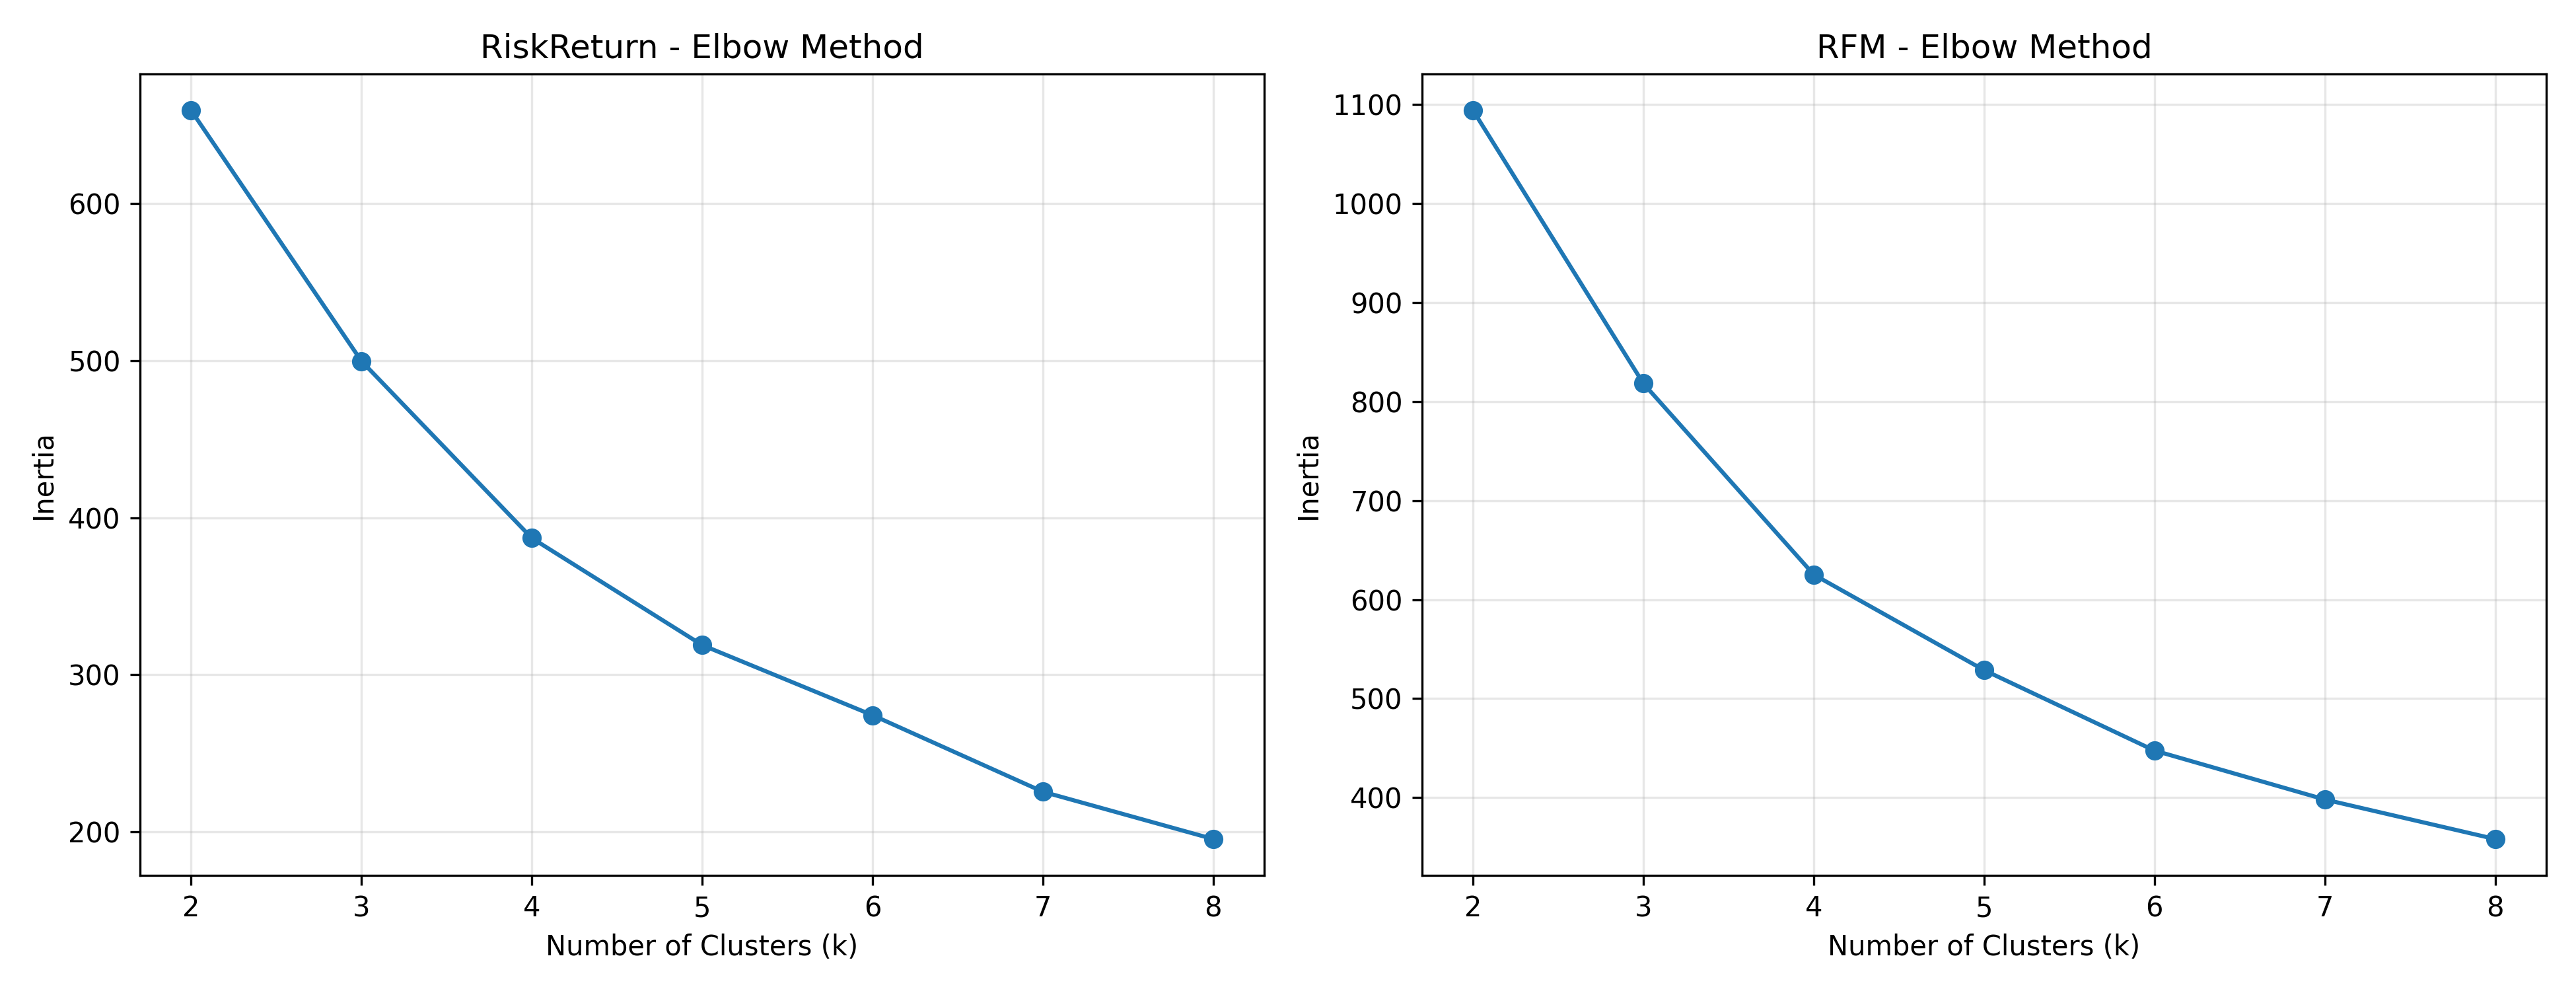 RiskReturn - Elbow Method
600
500
400
300
200
Inertia
2 3 4 5 6 7 8
Number of Clusters (k)
RFM - Elbow Method
1100
1000
900
800
700
600
500
400
Inertia
2 3 4 5 6 7 8
Number of Clusters (k)